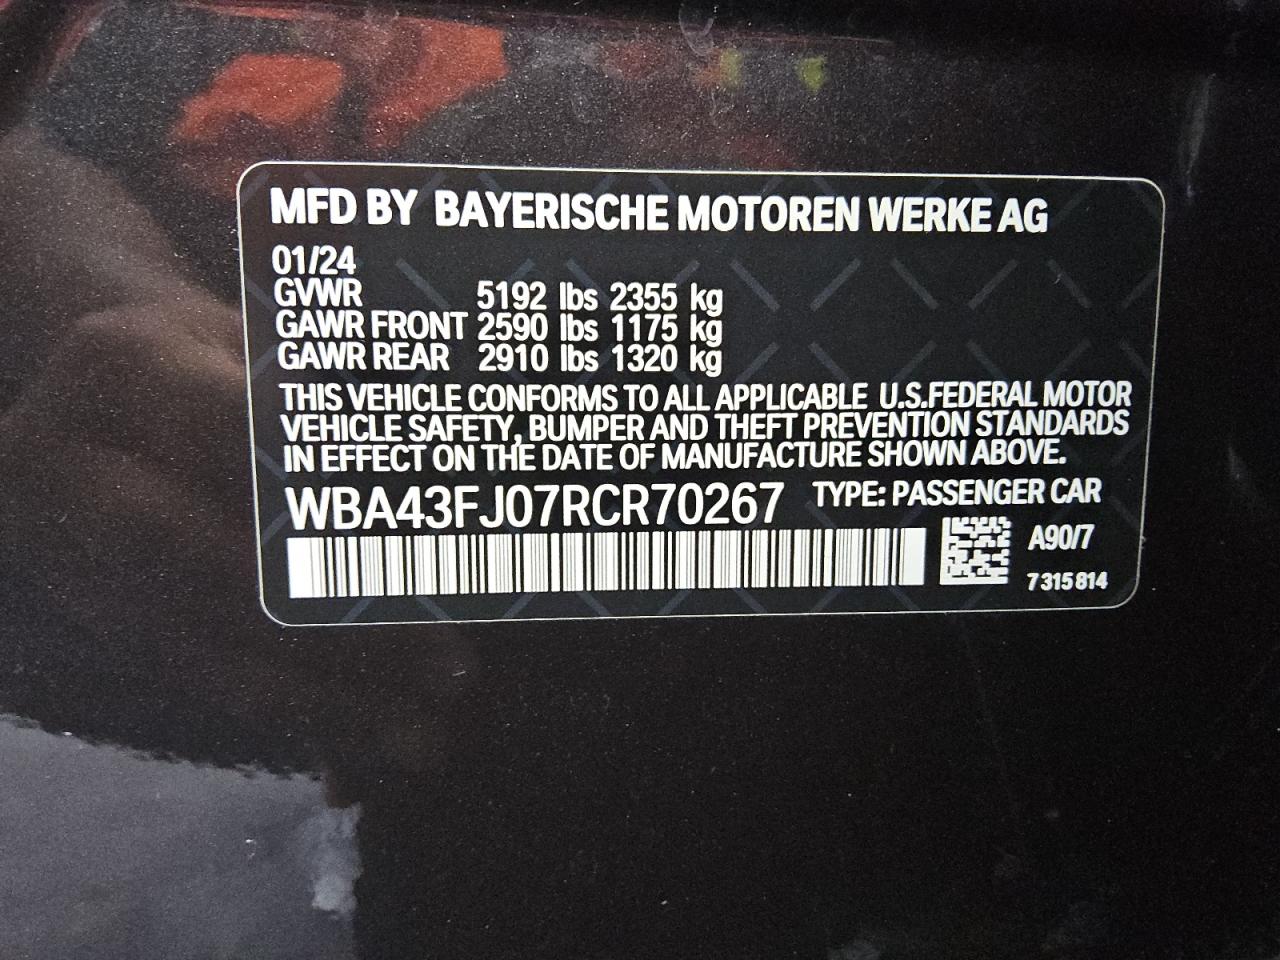 MFD BY BAYERISCHE MOTOREN WERKE AG
01/24
GVWR 5192 lbs 2355 kg
GAWR FRONT 2590 lbs 1175 kg
GAWR REAR 2910 lbs 1320 kg
THIS VEHICLE CONFORMS TO ALL APPLICABLE U.S.FEDERAL MOTOR
VEHICLE SAFETY, BUMPER AND THEFT PREVENTION STANDARDS
IN EFFECT ON THE DATE OF MANUFACTURE SHOWN ABOVE.
WBA43FJ07RCR70267 TYPE: PASSENGER CAR
A90/7
7 315 814